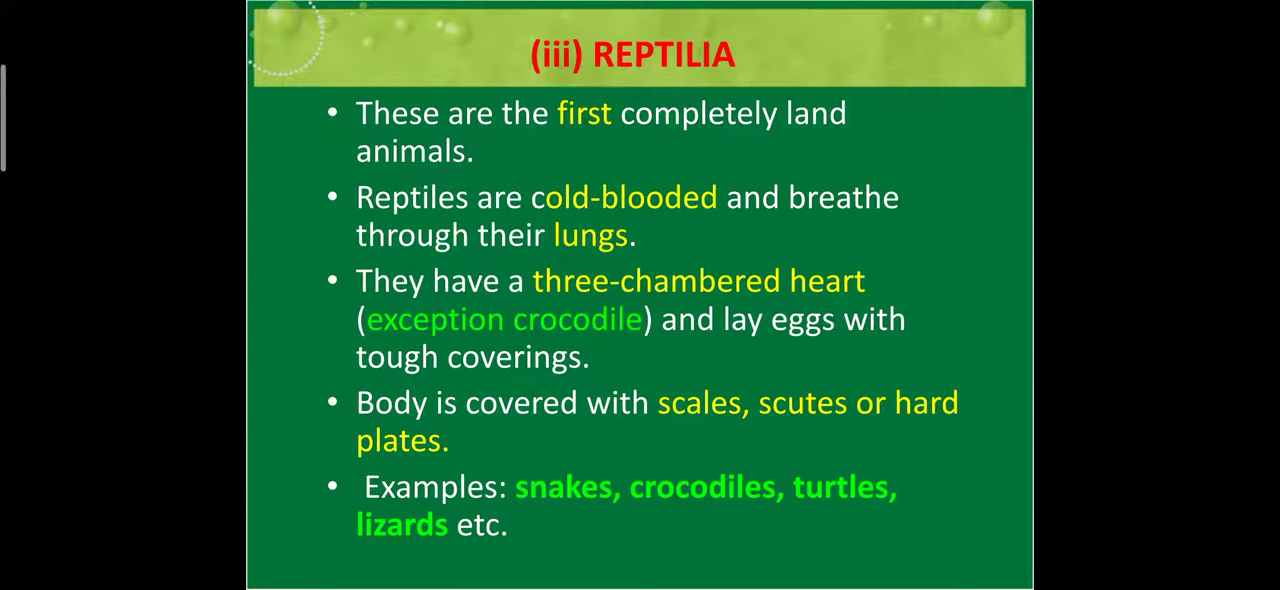 (iii) REPTILIA
• These are the first completely land
animals.
• Reptiles are cold-blooded and breathe
through their lungs.
• They have a three-chambered heart
(exception crocodile) and lay eggs with
tough coverings.
• Body is covered with scales, scutes or hard
plates.
• Examples: snakes, crocodiles, turtles,
lizards etc.